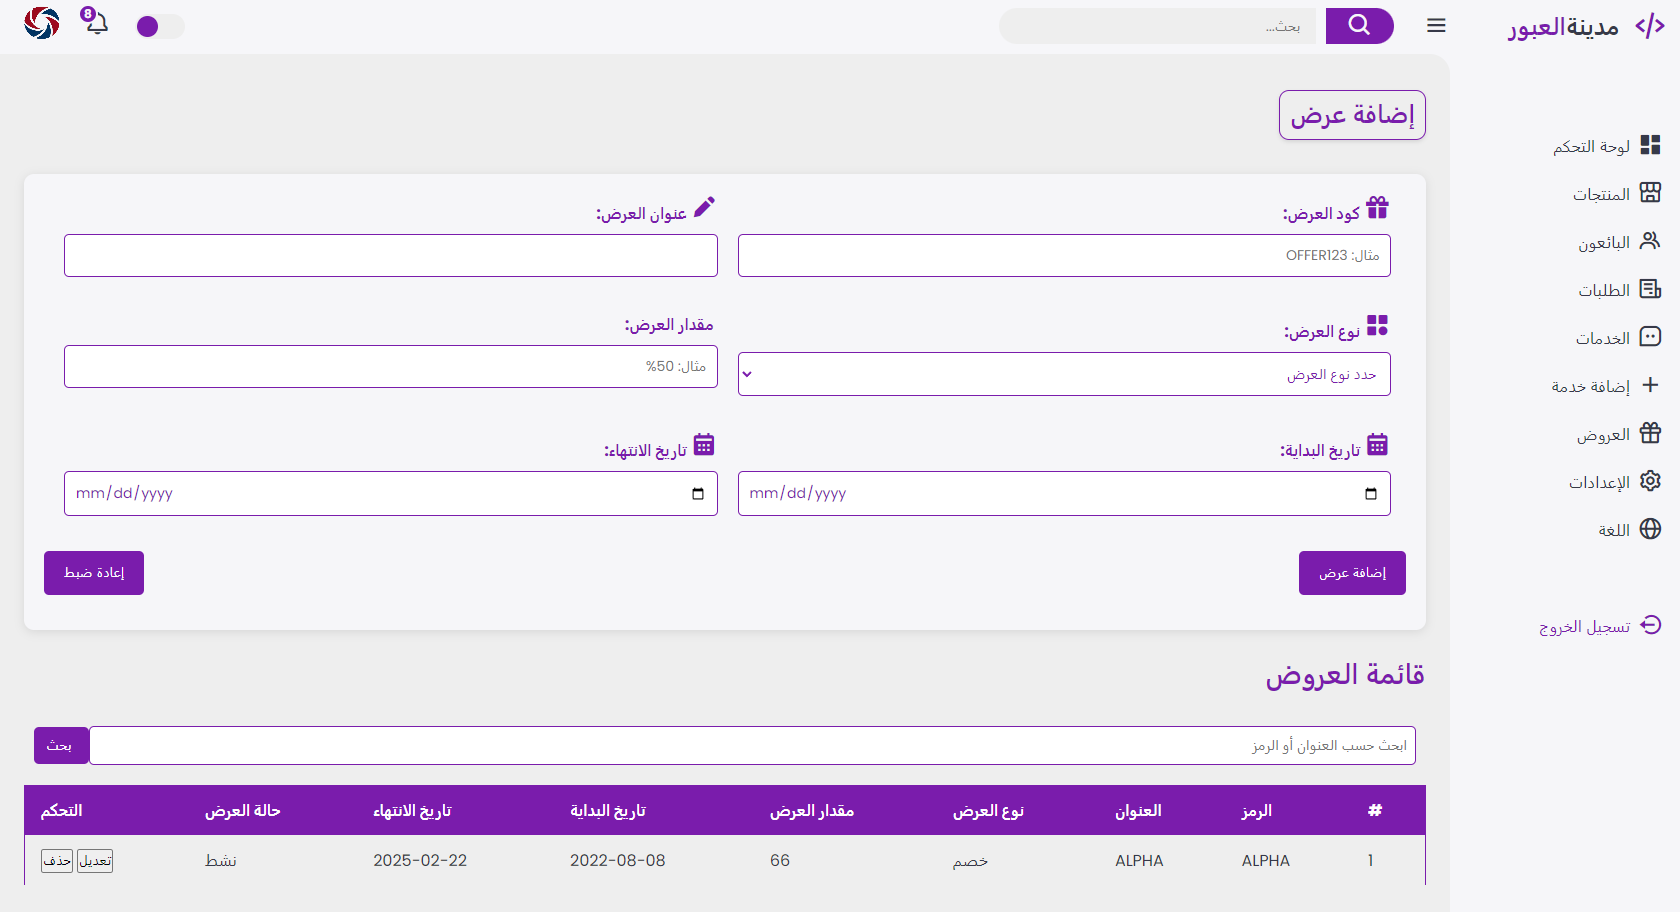 </> مدينةالعبور
بحث...
8
لوحة التحكم
المنتجات
البائعون
الطلبات
الخدمات
إضافة خدمة
العروض
الإعدادات
اللغة
تسجيل الخروج
إضافة عرض
كود العرض:
مثال: OFFER123
عنوان العرض:
نوع العرض:
حدد نوع العرض
مقدار العرض:
مثال: 50%
تاريخ البداية:
mm/dd/yyyy
تاريخ الانتهاء:
mm/dd/yyyy
إضافة عرض
إعادة ضبط
قائمة العروض
ابحث حسب العنوان أو الرمز
بحث
# الرمز العنوان نوع العرض مقدار العرض تاريخ البداية تاريخ الانتهاء حالة العرض التحكم
1 ALPHA ALPHA خصم 66 2022-08-08 2025-02-22 نشط تعديل حذف